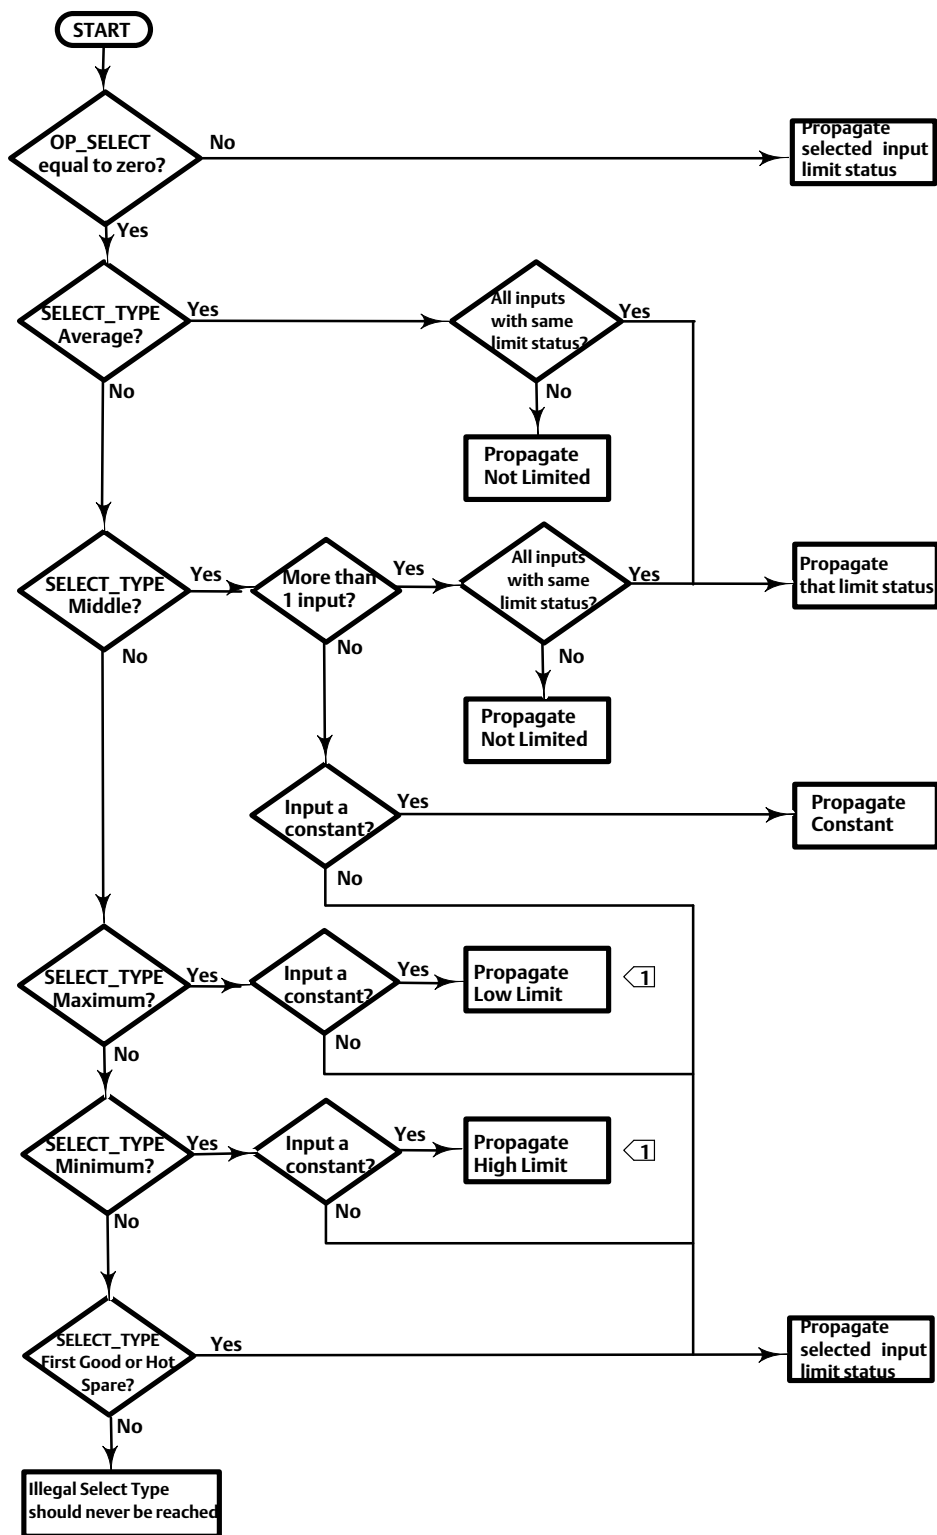 START
OP_SELECT
equal to zero?
No
Propagate
selected input
limit status
Yes
SELECT_TYPE
Average?
Yes
All inputs
with same
limit status?
Yes
No
No
Propagate
Not Limited
SELECT_TYPE
Middle?
Yes
More than
1 input?
Yes
All inputs
with same
limit status?
Yes
Propagate
that limit status
No
No
No
Propagate
Not Limited
Input a
constant?
Yes
Propagate
Constant
No
SELECT_TYPE
Maximum?
Yes
Input a
constant?
Yes
Propagate
Low Limit
1
No
No
SELECT_TYPE
Minimum?
Yes
Input a
constant?
Yes
Propagate
High Limit
1
No
No
SELECT_TYPE
First Good or Hot
Spare?
Yes
Propagate
selected input
limit status
No
Illegal Select Type
should never be reached